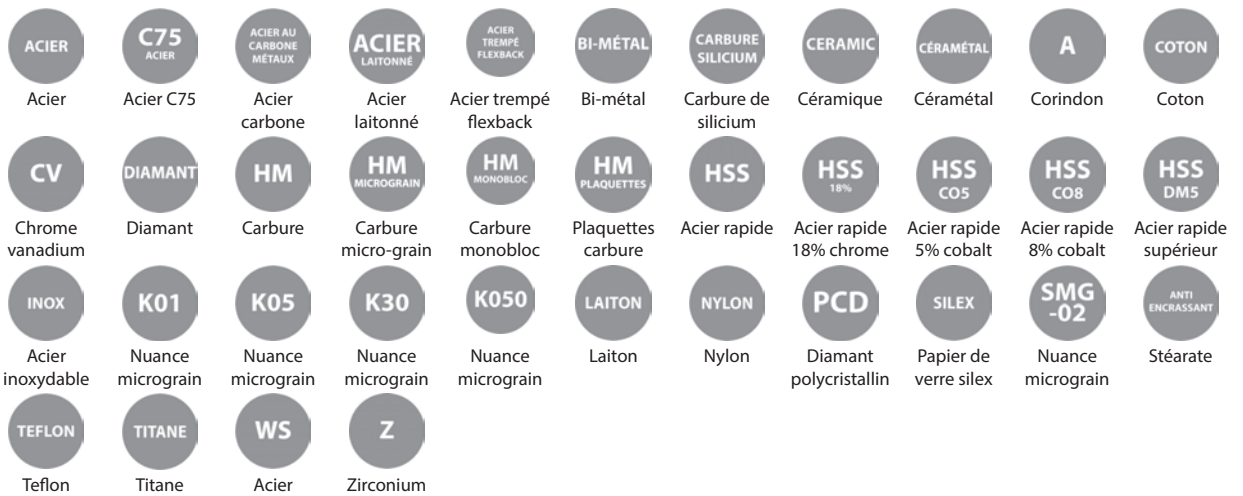 ACIER
C75
ACIER
ACIER AU
CARBONE
MÉTAUX
ACIER
LAITONNÉ
ACIER
TREMPÉ
FLEXBACK
BI-MÉTAL
CARBURE
SILICIUM
CERAMIC
CÉRAMÉTAL
A
COTON
Acier
Acier C75
Acier
carbone
Acier
laitonné
Acier trempé
flexback
Bi-métal
Carbure de
silicium
Céramique
Céramétal
Corindon
Coton
CV
DIAMANT
HM
HM
MICROGRAIN
HM
MONOBLOC
HM
PLAQUETTES
HSS
HSS
18%
HSS
CO5
HSS
CO8
HSS
DM5
Chrome
vanadium
Diamant
Carbure
Carbure
micro-grain
Carbure
monobloc
Plaquettes
carbure
Acier rapide
Acier rapide
18% chrome
Acier rapide
5% cobalt
Acier rapide
8% cobalt
Acier rapide
supérieur
INOX
K01
K05
K30
K050
LAITON
NYLON
PCD
SILEX
SMG
-02
ANTI
ENCRASSANT
Acier
inoxydable
Nuance
micrograin
Nuance
micrograin
Nuance
micrograin
Nuance
micrograin
Laiton
Nylon
Diamant
polycristallin
Papier de
verre silex
Nuance
micrograin
Stéarate
TEFLON
TITANE
WS
Z
Teflon
Titane
Acier
Zirconium